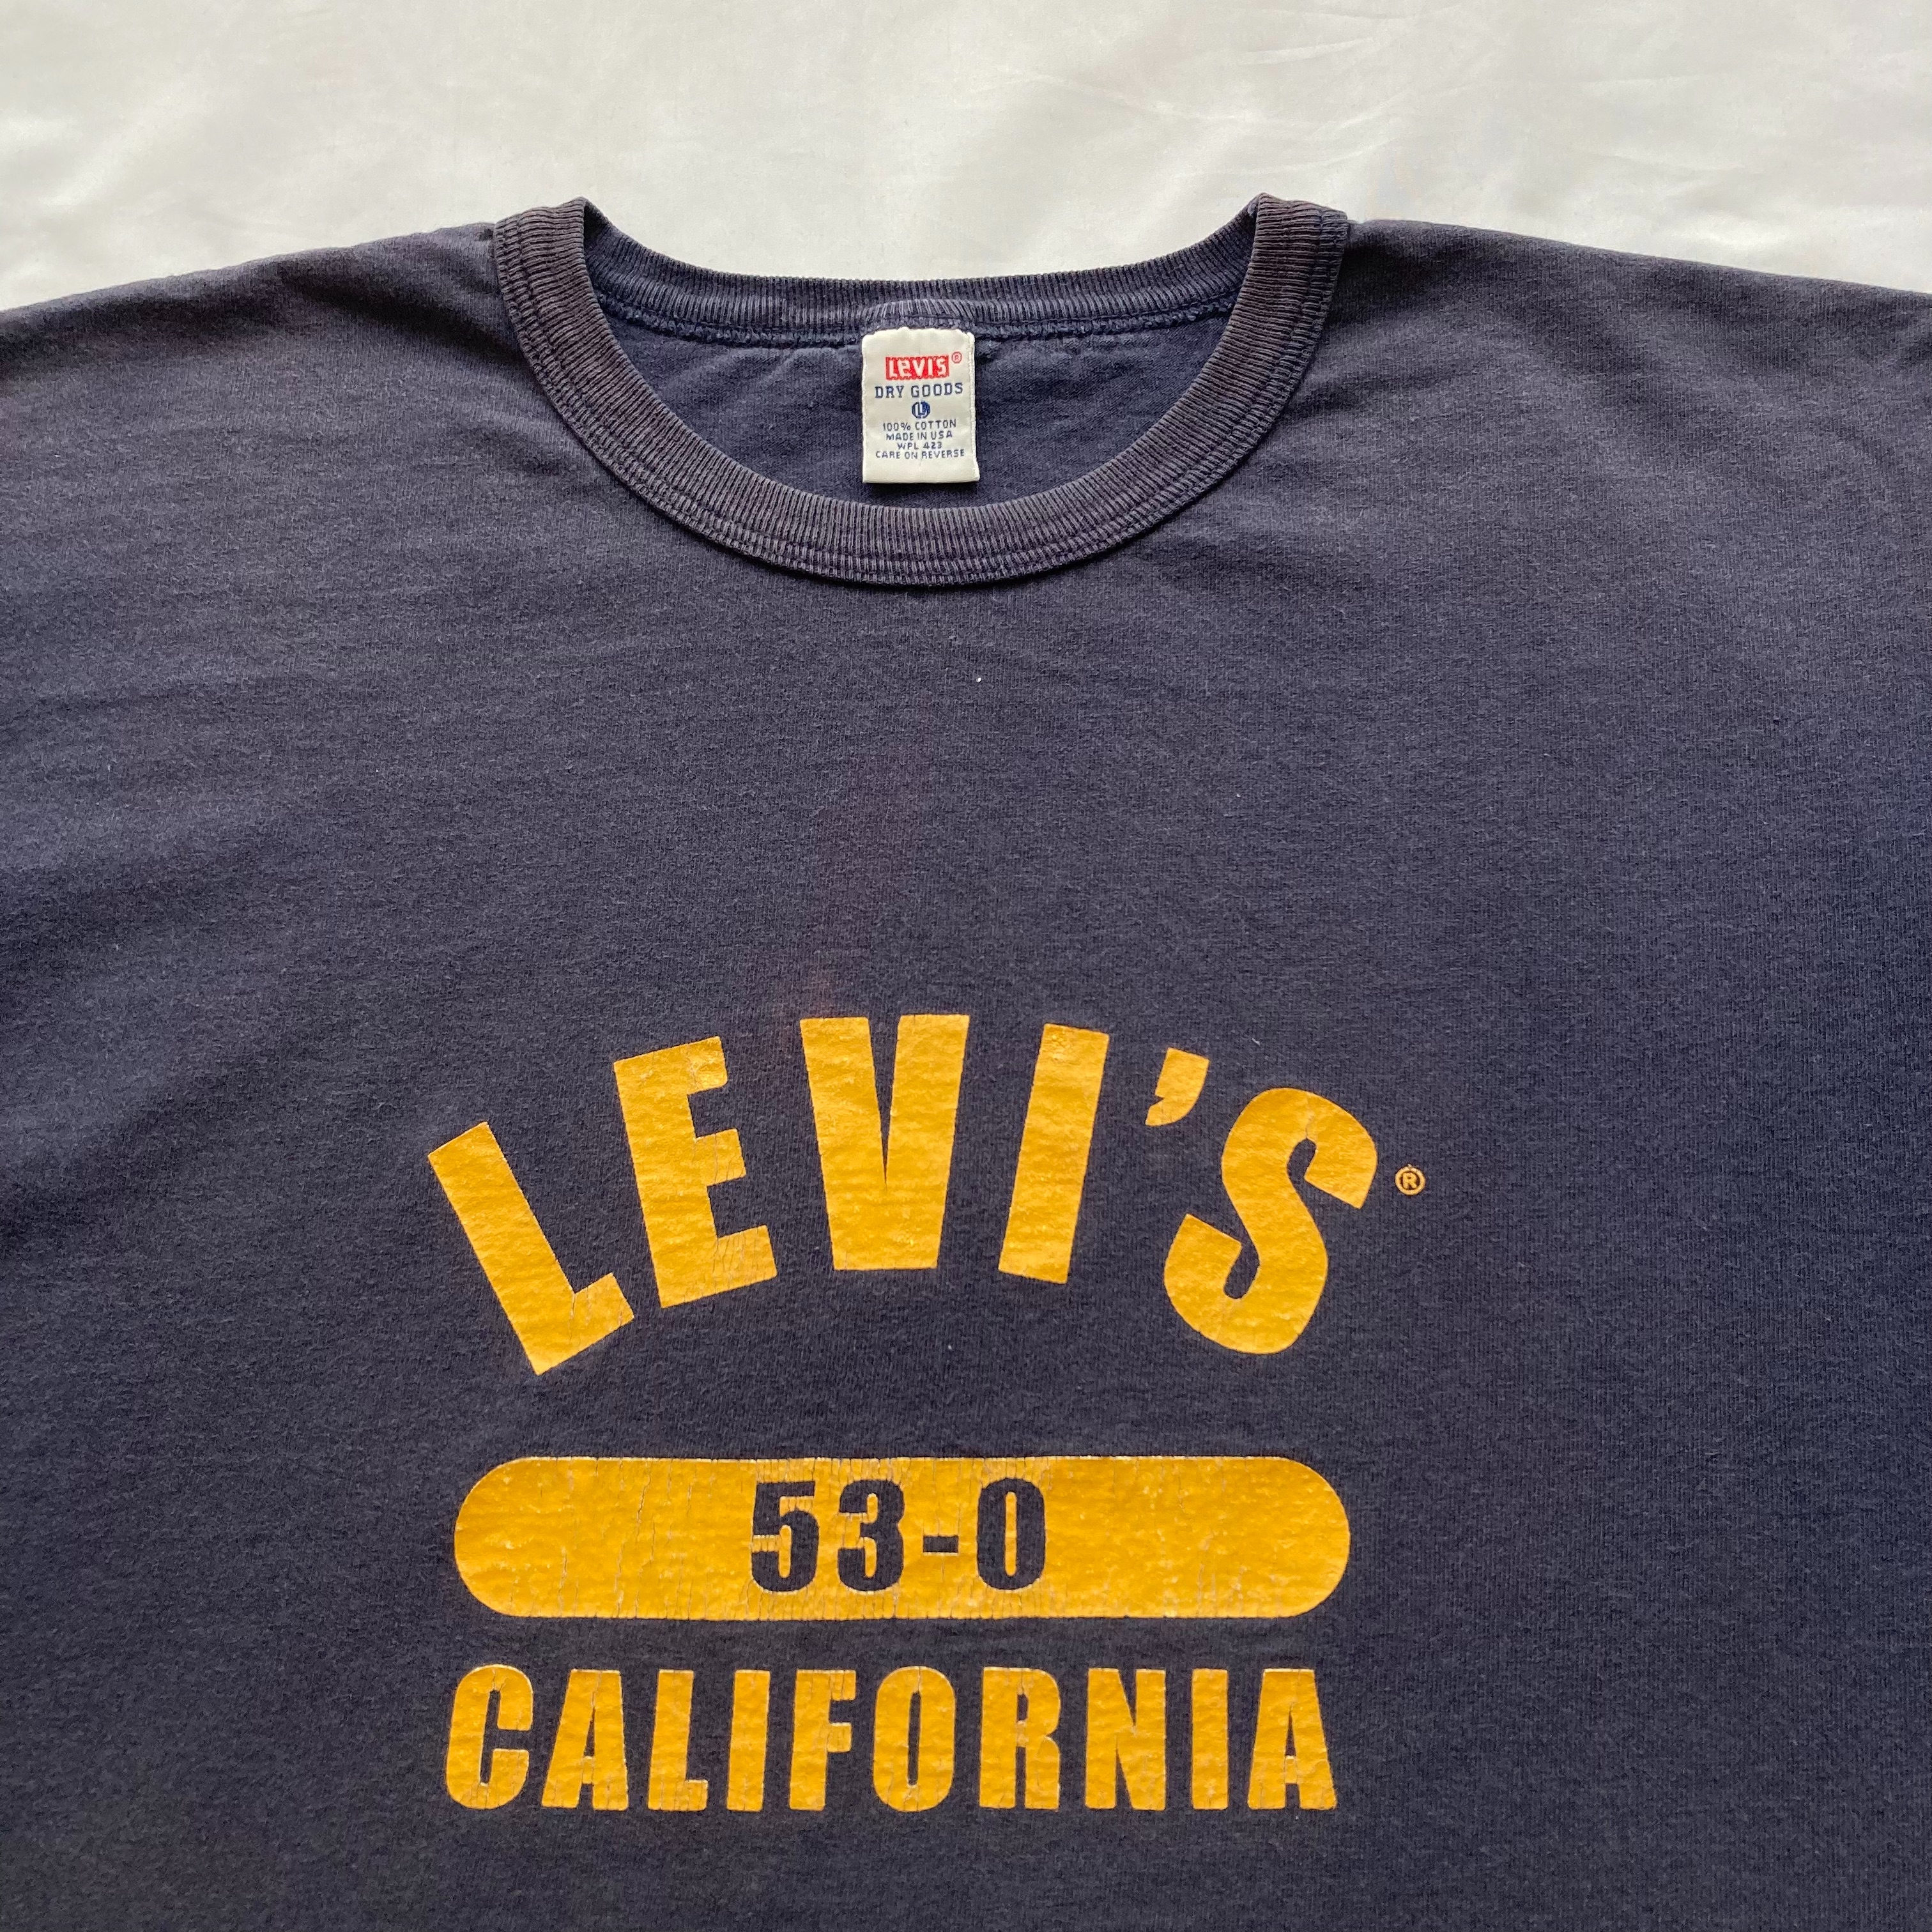 LEVI'S®
DRY GOODS
L
100% COTTON
MADE IN USA
WPL 423
CARE ON REVERSE
LEVI'S®
53-0
CALIFORNIA